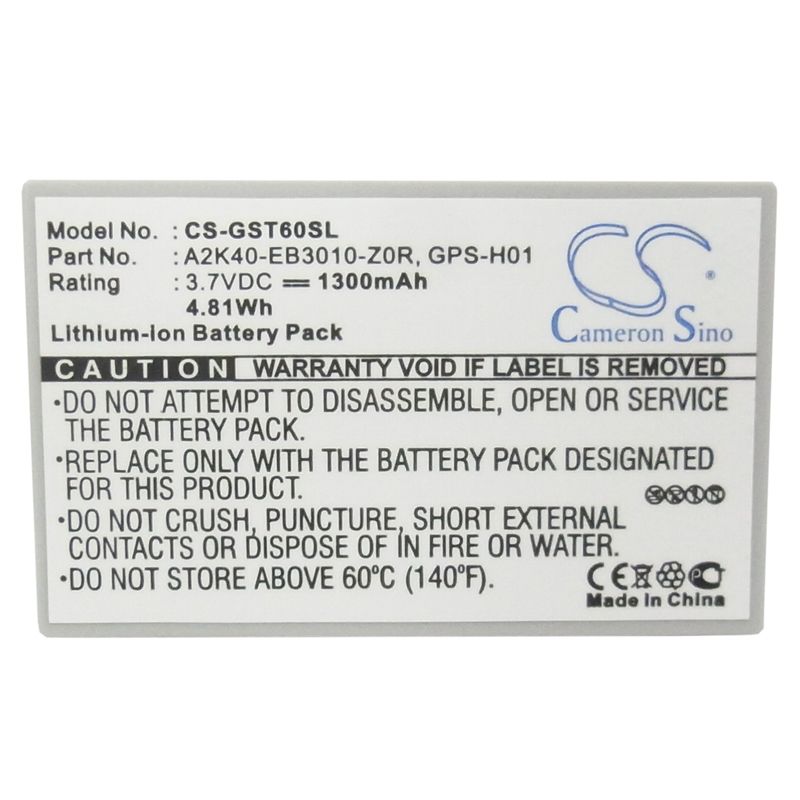 Model No. : CS-GST60SL
Part No. : A2K40-EB3010-Z0R, GPS-H01
Rating : 3.7VDC ⎓ 1300mAh
4.81Wh
Lithium-ion Battery Pack
CS®
Cameron Sino
CAUTION WARRANTY VOID IF LABEL IS REMOVED
•DO NOT ATTEMPT TO DISASSEMBLE, OPEN OR SERVICE
THE BATTERY PACK.
•REPLACE ONLY WITH THE BATTERY PACK DESIGNATED
FOR THIS PRODUCT.
•DO NOT CRUSH, PUNCTURE, SHORT EXTERNAL
CONTACTS OR DISPOSE OF IN FIRE OR WATER.
•DO NOT STORE ABOVE 60ºC (140ºF).
CE
Made in China